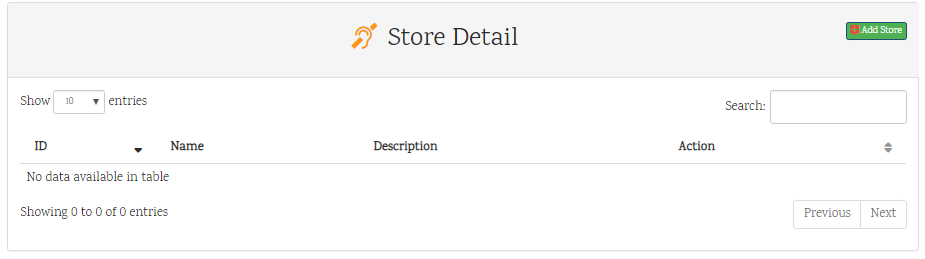 Store Detail
Add Store
Show 10 entries
Search:
ID Name Description Action
No data available in table
Showing 0 to 0 of 0 entries
Previous Next